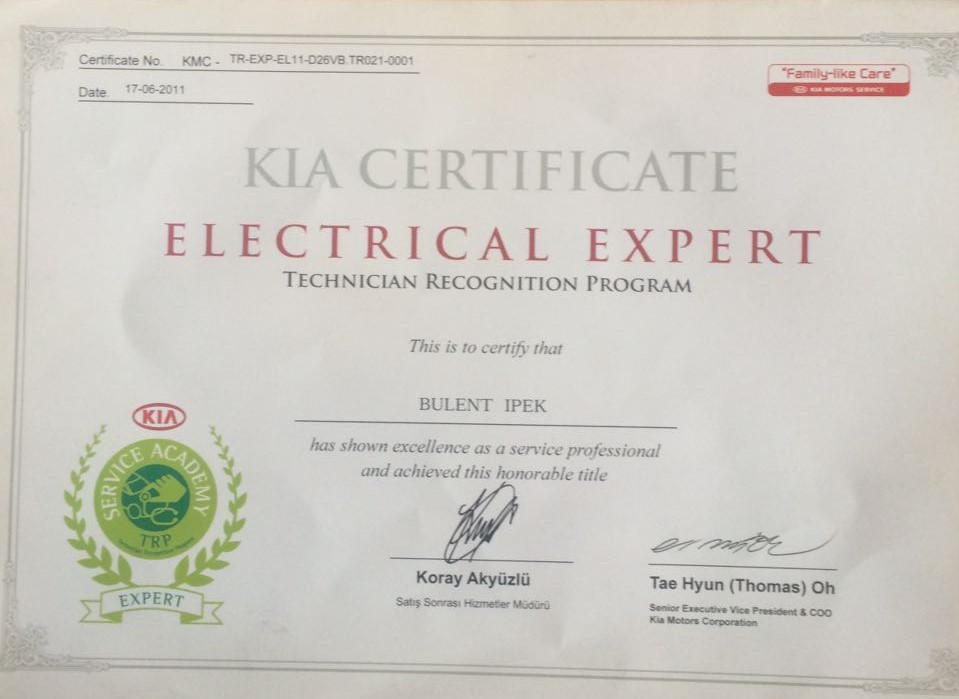 Certificate No. KMC - TR-EXP-EL11-D26VB.TR021-0001
Date. 17-06-2011
"Family-like Care"
KIA MOTORS SERVICE
KIA CERTIFICATE
ELECTRICAL EXPERT
TECHNICIAN RECOGNITION PROGRAM
This is to certify that
BULENT IPEK
has shown excellence as a service professional
and achieved this honorable title
KIA
SERVICE ACADEMY
TRP
Technician Recognition Program
EXPERT
Koray Akyüzlü
Satış Sonrası Hizmetler Müdürü
Tae Hyun (Thomas) Oh
Senior Executive Vice President & COO
Kia Motors Corporation